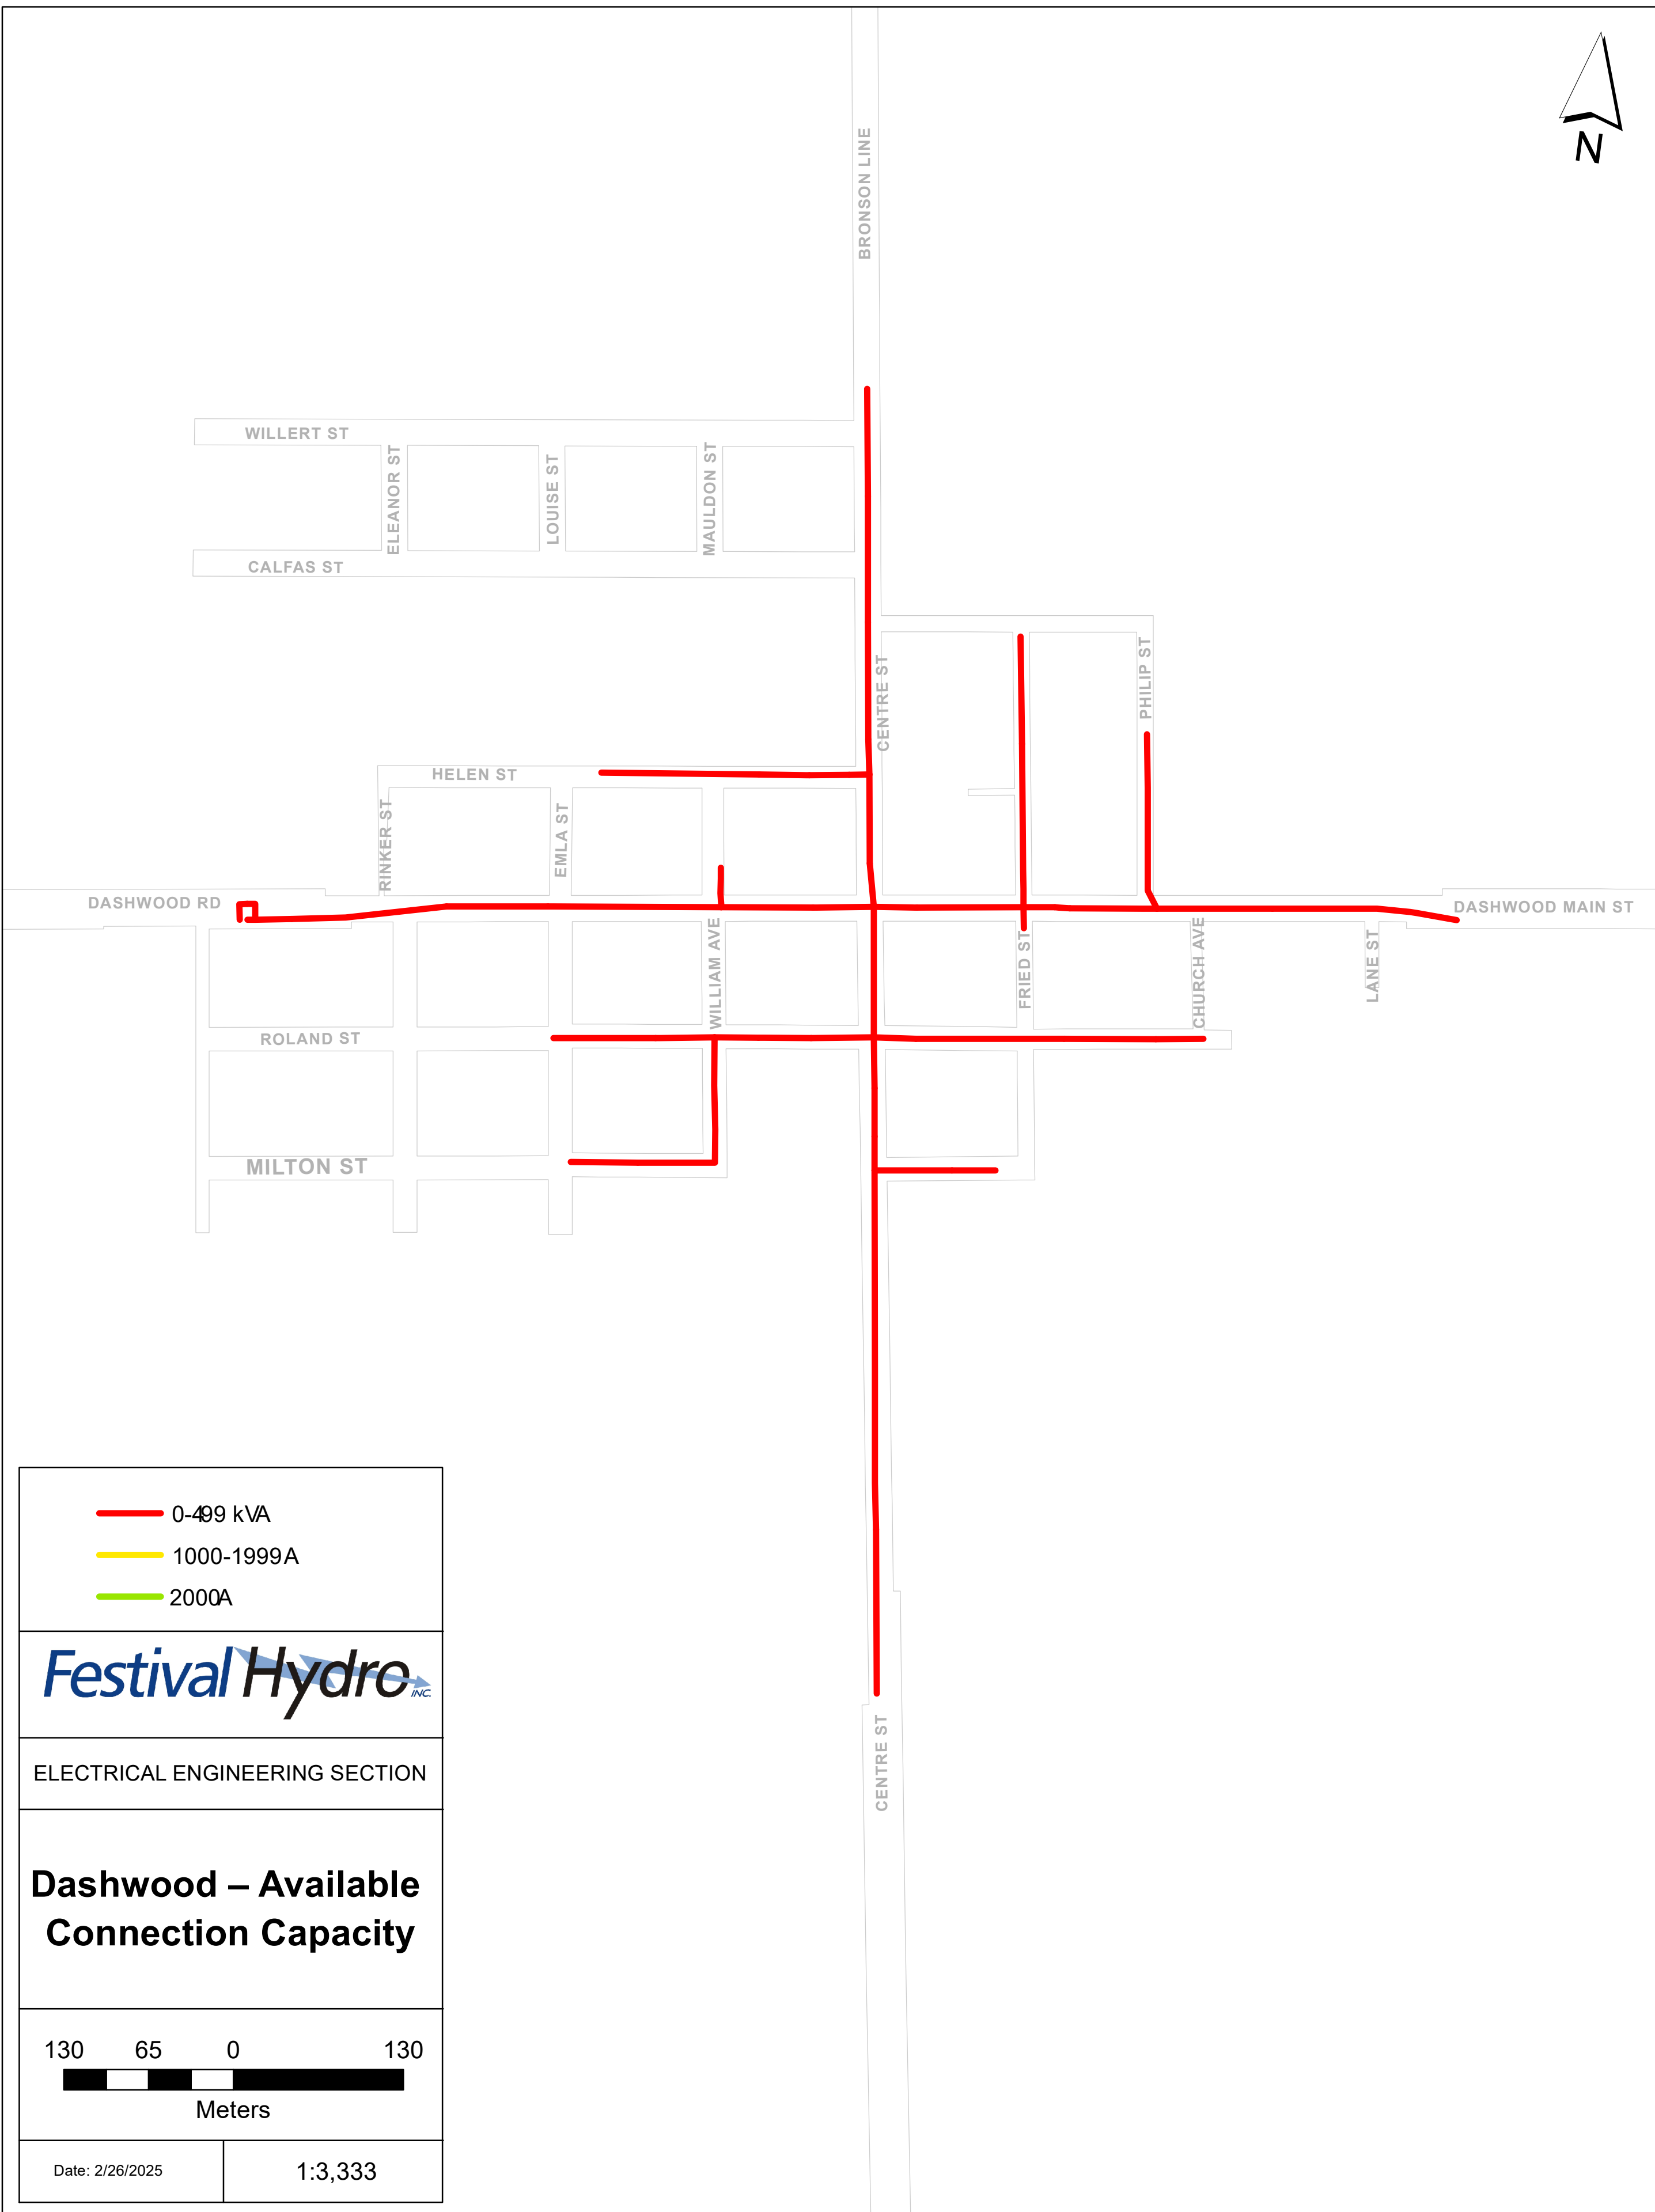 N
BRONSON LINE
WILLERT ST
ELEANOR ST
LOUISE ST
MAULDON ST
CALFAS ST
CENTRE ST
PHILIP ST
HELEN ST
RINKER ST
EMLA ST
DASHWOOD RD
DASHWOOD MAIN ST
WILLIAM AVE
FRIED ST
CHURCH AVE
LANE ST
ROLAND ST
MILTON ST
CENTRE ST
0-499 kVA
1000-1999A
2000A
Festival Hydro INC.
ELECTRICAL ENGINEERING SECTION
Dashwood – Available
Connection Capacity
130 65 0 130
Meters
Date: 2/26/2025
1:3,333